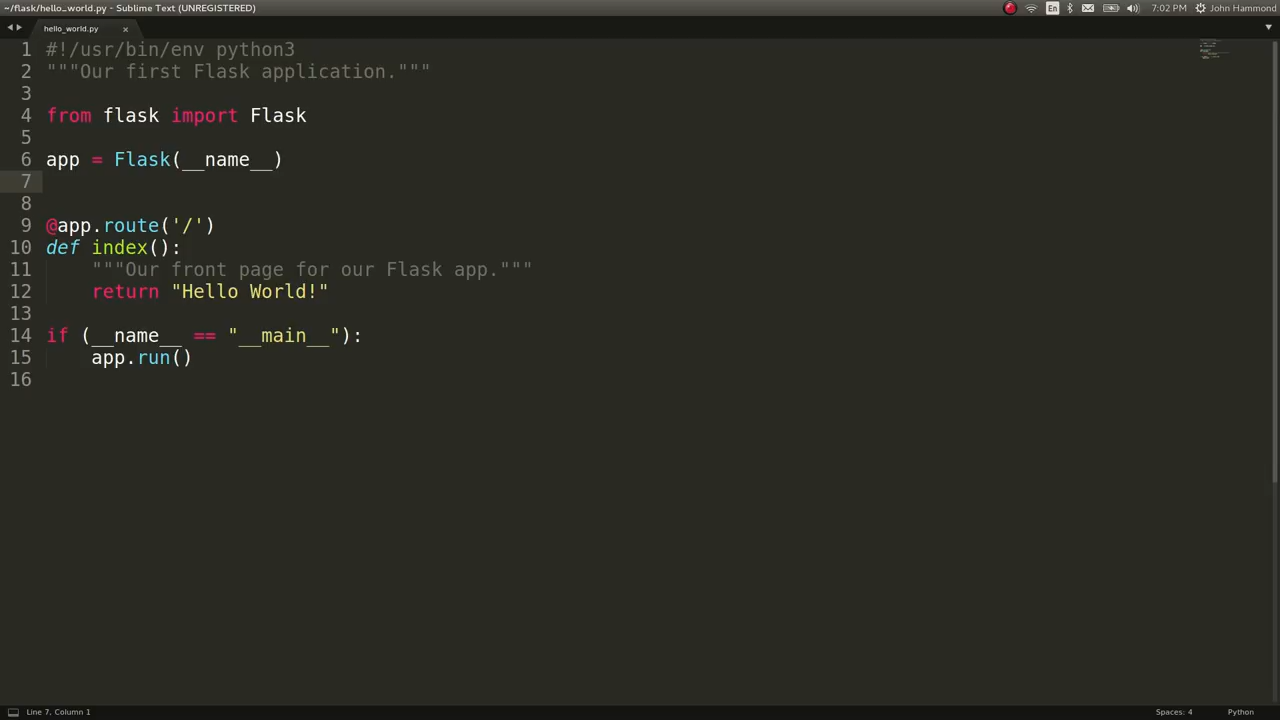 ~/flask/hello_world.py - Sublime Text (UNREGISTERED)
En
7:02 PM
John Hammond
hello_world.py
1 #!/usr/bin/env python3
2 """Our first Flask application."""
3
4 from flask import Flask
5
6 app = Flask(__name__)
7
8
9 @app.route('/')
10 def index():
11     """Our front page for our Flask app."""
12     return "Hello World!"
13
14 if (__name__ == "__main__"):
15     app.run()
16
Line 7, Column 1
Spaces: 4
Python